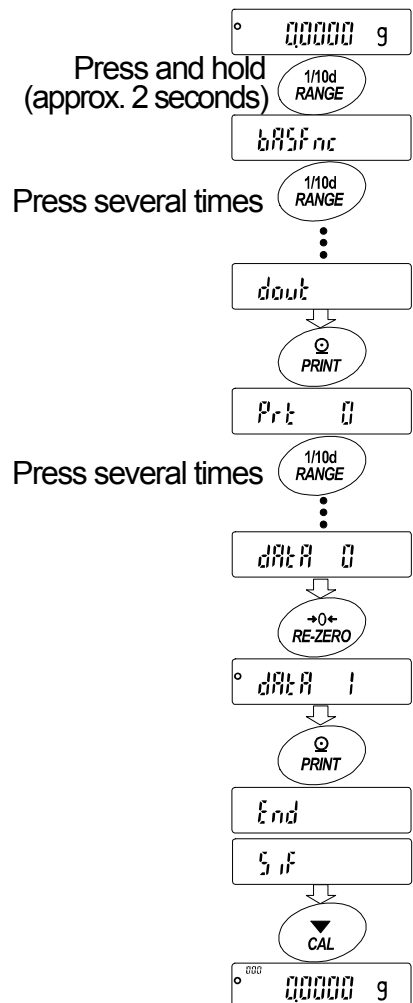 0.0000 g
Press and hold
(approx. 2 seconds)
1/10d
RANGE
bASFnc
Press several times
1/10d
RANGE
dout
PRINT
Prt 0
Press several times
1/10d
RANGE
dAtA 0
→0←
RE-ZERO
dAtA 1
PRINT
End
SiF
CAL
000
0.0000 g